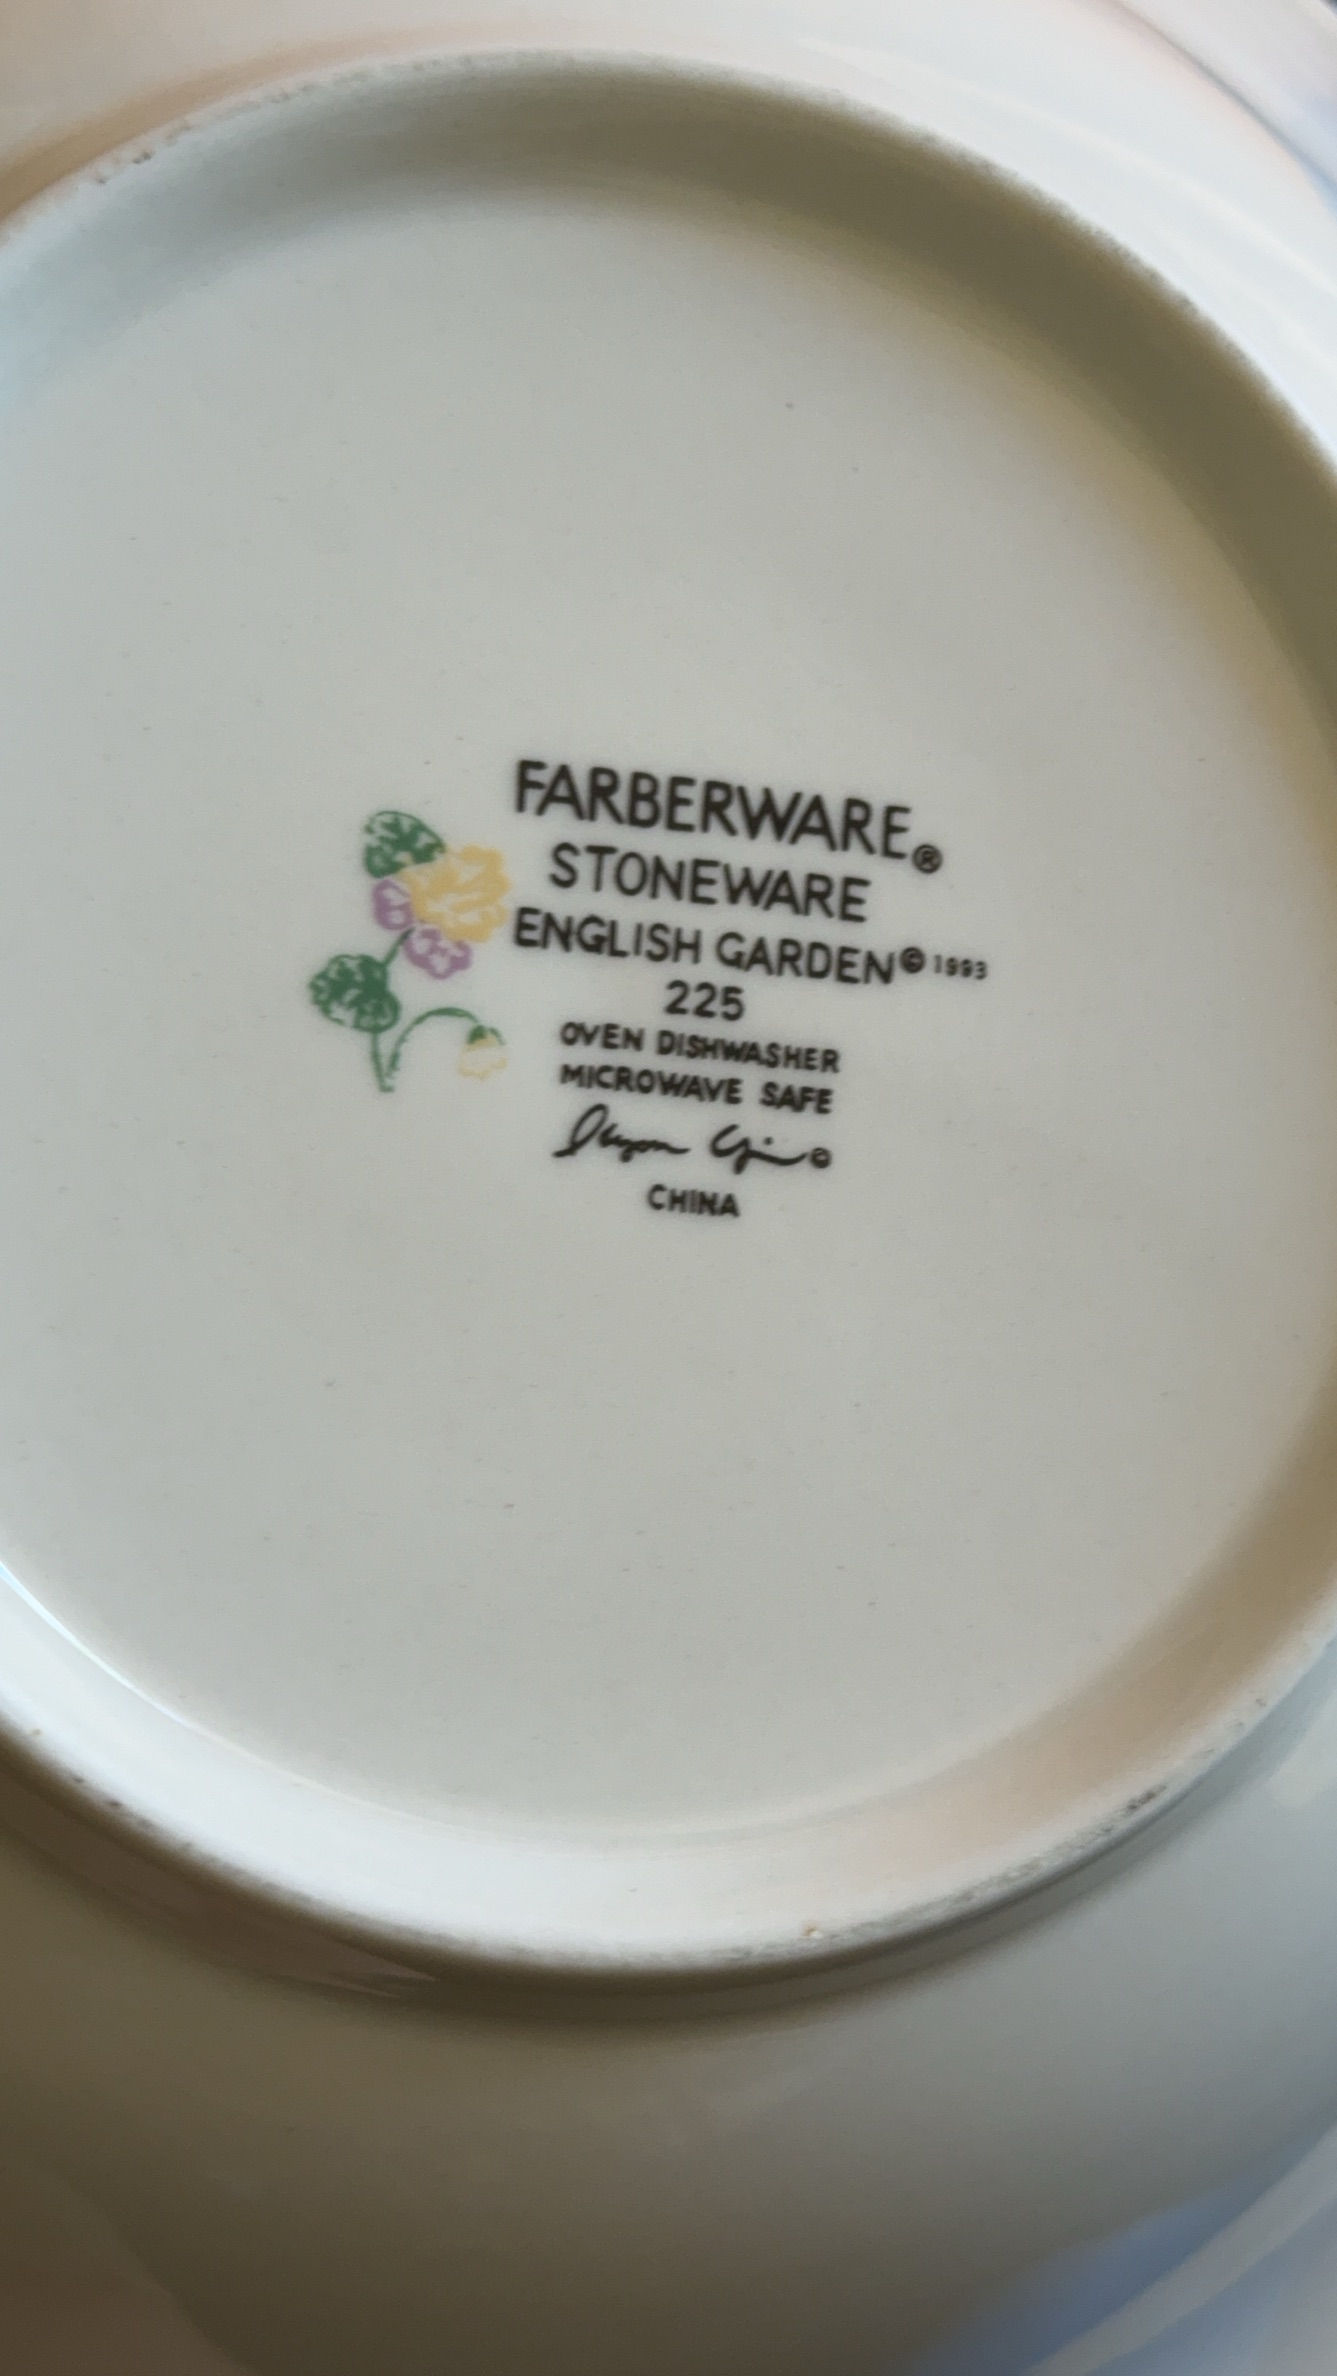 FARBERWARE®
STONEWARE
ENGLISH GARDEN © 1993
225
OVEN DISHWASHER
MICROWAVE SAFE
©
CHINA